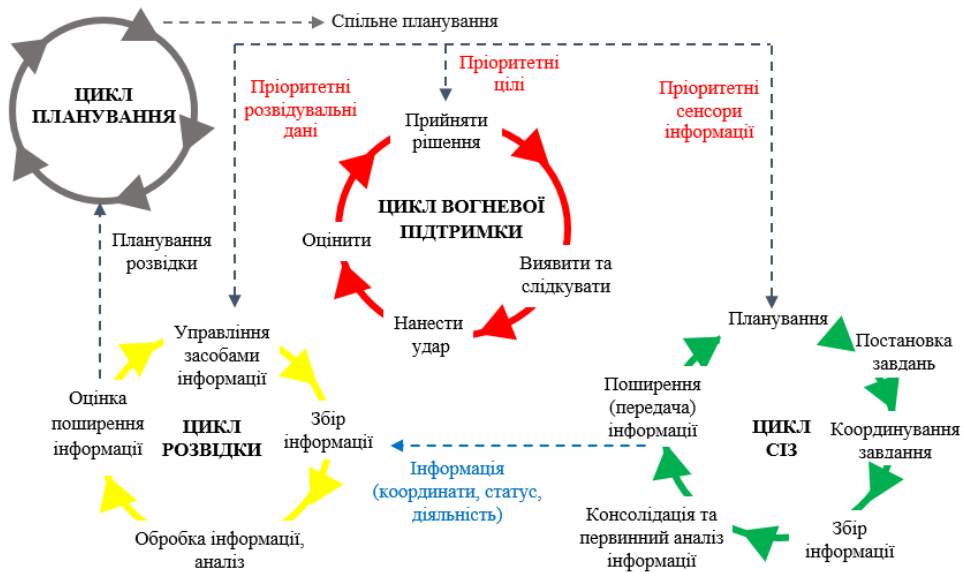 Спільне планування
ЦИКЛ
ПЛАНУВАННЯ
Пріоритетні
розвідувальні
дані
Пріоритетні
цілі
Пріоритетні
сенсори
інформації
Прийняти
рішення
ЦИКЛ ВОГНЕВОЇ
ПІДТРИМКИ
Оцінити
Виявити та
слідкувати
Нанести
удар
Планування
розвідки
Управління
засобами
інформації
Оцінка
поширення
інформації
ЦИКЛ
РОЗВІДКИ
Збір
інформації
Обробка інформації,
аналіз
Інформація
(координати, статус,
діяльність)
Планування
Постановка
завдань
Поширення
(передача)
інформації
ЦИКЛ
СІЗ
Координування
завдання
Консолідація та
первинний аналіз
інформації
Збір
інформації